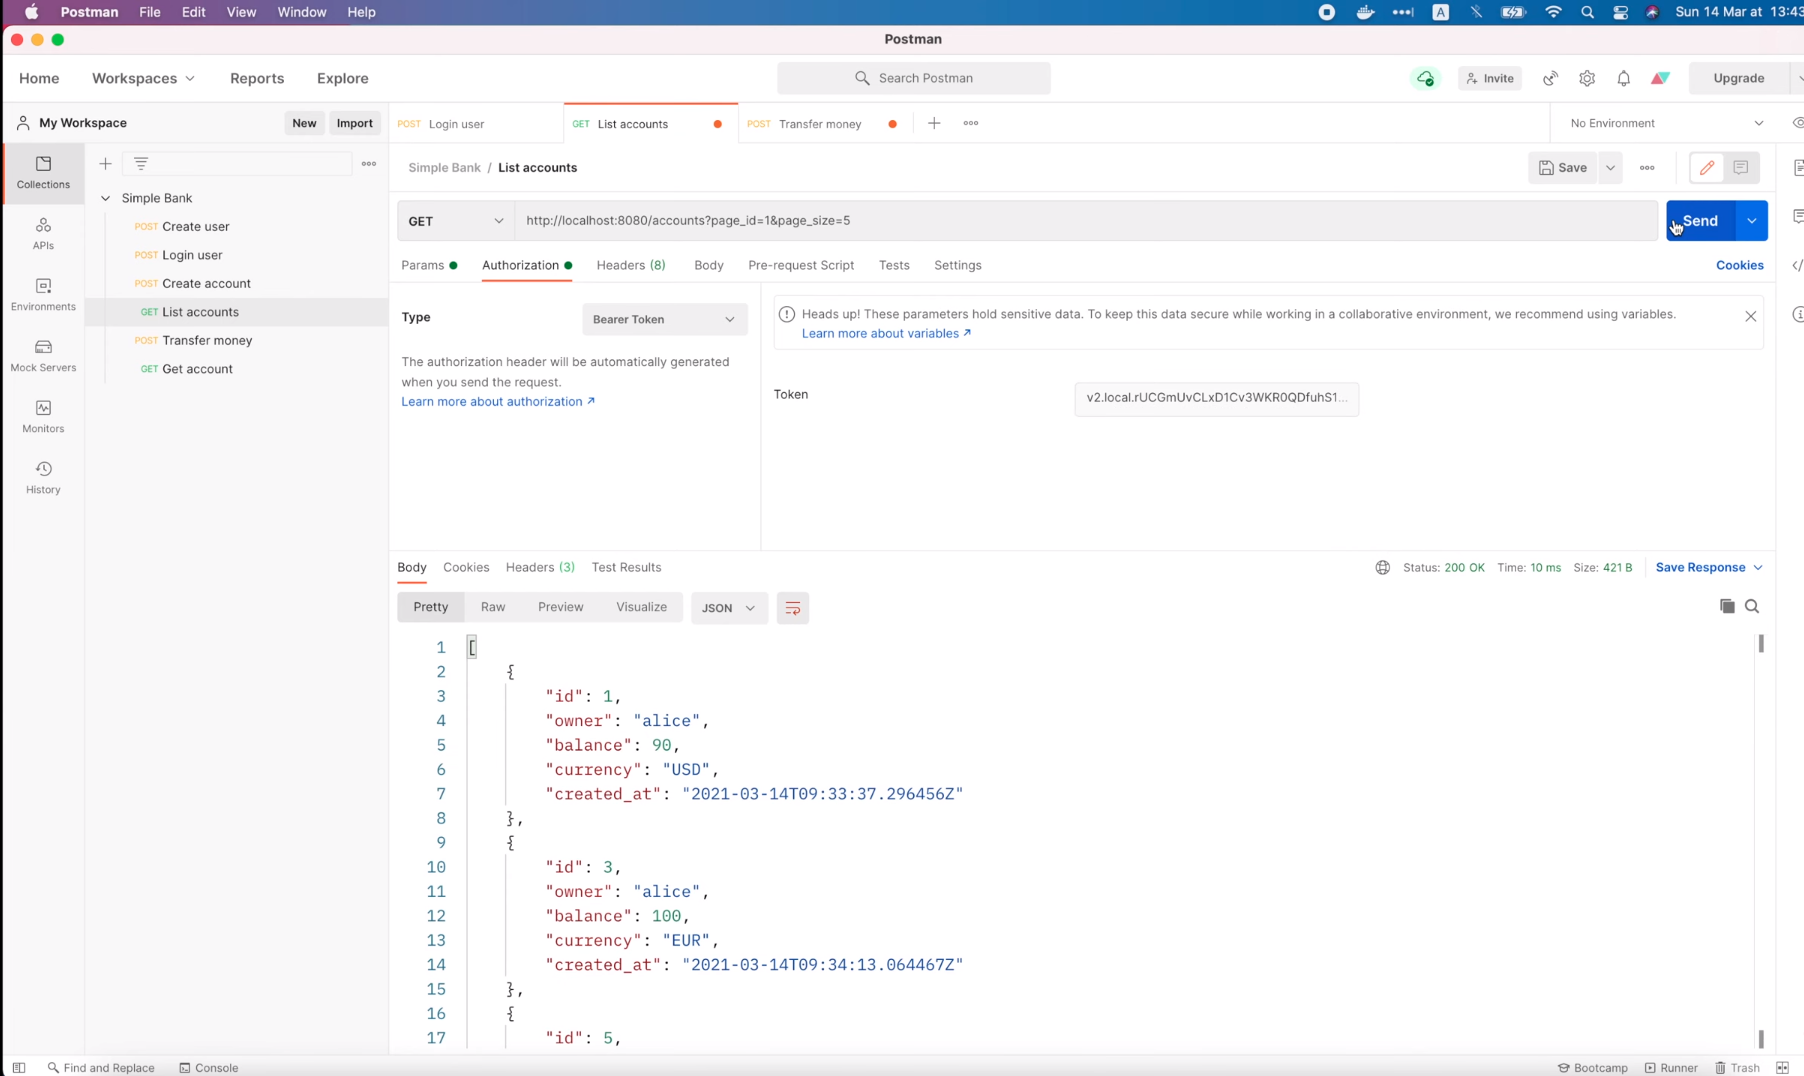 Postman File Edit View Window Help
A
Sun 14 Mar at 13:43
Postman
Home Workspaces Reports Explore
Search Postman
Invite
Upgrade
My Workspace New Import
POST Login user
GET List accounts
POST Transfer money
No Environment
Collections
APIs
Environments
Mock Servers
Monitors
History
Simple Bank
POST Create user
POST Login user
POST Create account
GET List accounts
POST Transfer money
GET Get account
Simple Bank / List accounts
Save
GET http://localhost:8080/accounts?page_id=1&page_size=5
Send
Params Authorization Headers (8) Body Pre-request Script Tests Settings
Cookies
Type Bearer Token
The authorization header will be automatically generated
when you send the request.
Learn more about authorization ↗
Heads up! These parameters hold sensitive data. To keep this data secure while working in a collaborative environment, we recommend using variables.
Learn more about variables ↗
Token v2.local.rUCGmUvCLxD1Cv3WKR0QDfuhS1...
Body Cookies Headers (3) Test Results
Status: 200 OK Time: 10 ms Size: 421 B Save Response
Pretty Raw Preview Visualize JSON
1 [
2 {
3 "id": 1,
4 "owner": "alice",
5 "balance": 90,
6 "currency": "USD",
7 "created_at": "2021-03-14T09:33:37.296456Z"
8 },
9 {
10 "id": 3,
11 "owner": "alice",
12 "balance": 100,
13 "currency": "EUR",
14 "created_at": "2021-03-14T09:34:13.064467Z"
15 },
16 {
17 "id": 5,
Find and Replace Console
Bootcamp Runner Trash